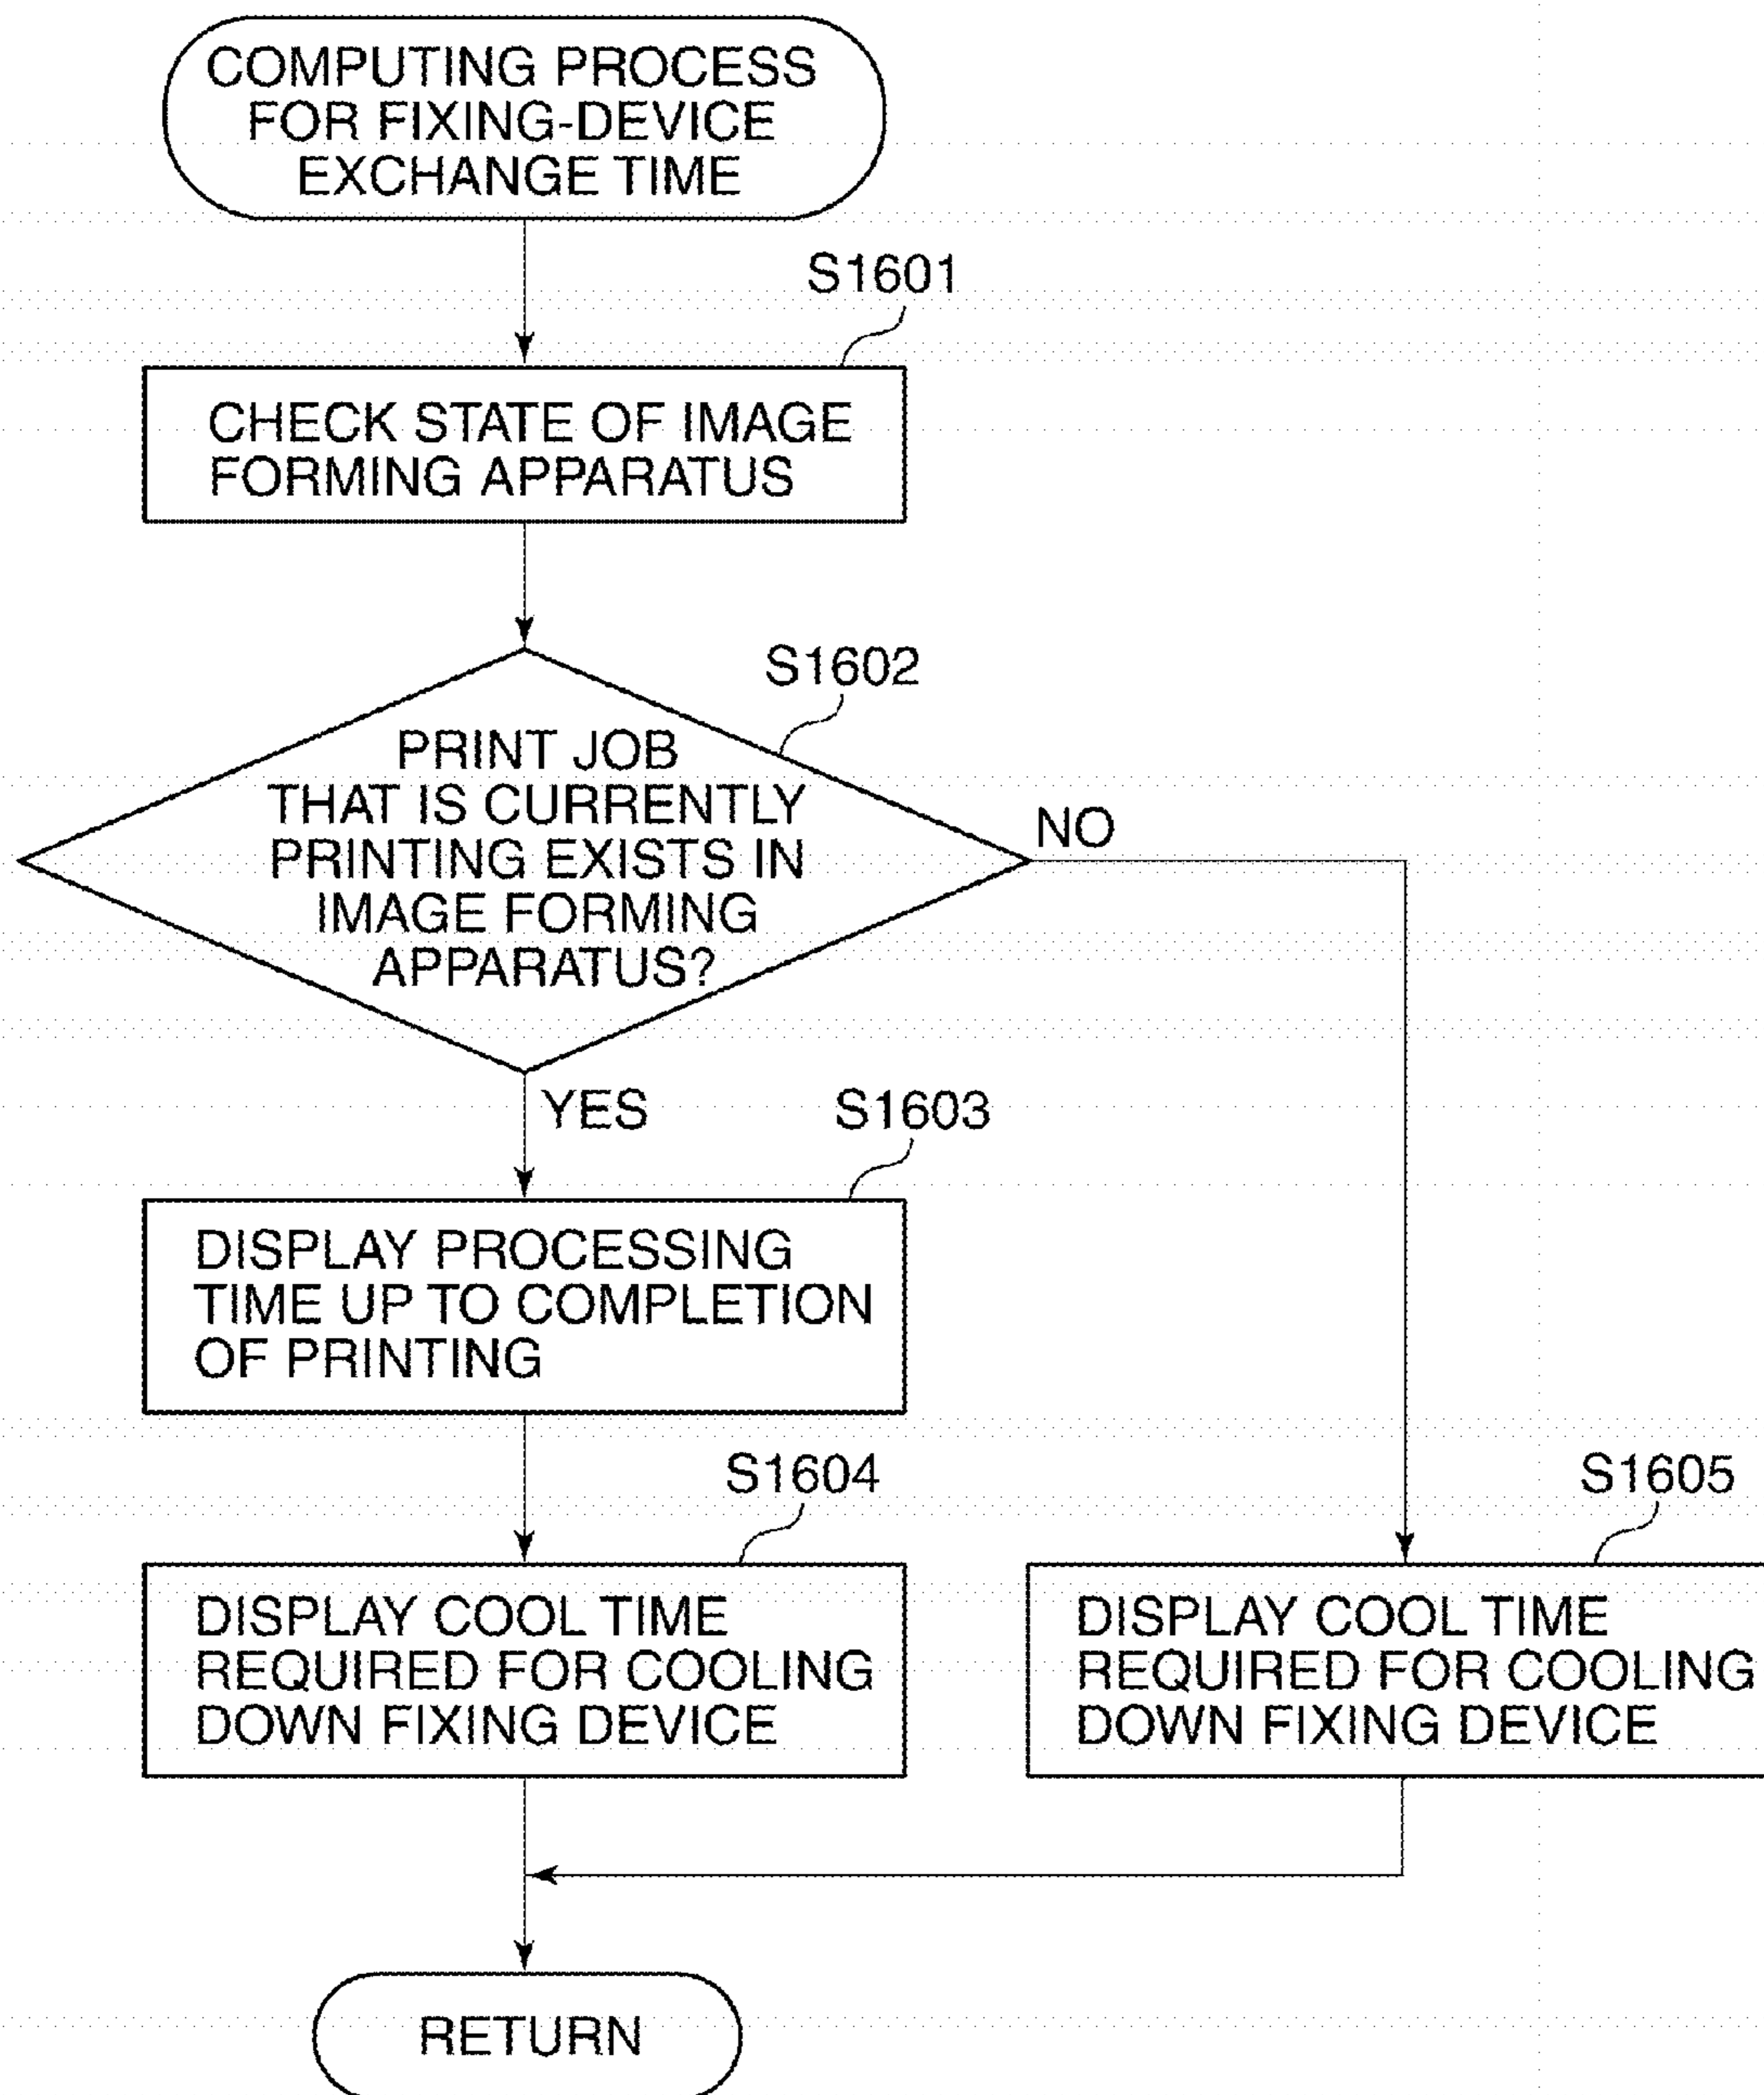 COMPUTING PROCESS
FOR FIXING-DEVICE
EXCHANGE TIME
S1601
CHECK STATE OF IMAGE
FORMING APPARATUS
S1602
PRINT JOB
THAT IS CURRENTLY
PRINTING EXISTS IN
IMAGE FORMING
APPARATUS?
NO
YES
S1603
DISPLAY PROCESSING
TIME UP TO COMPLETION
OF PRINTING
S1604
DISPLAY COOL TIME
REQUIRED FOR COOLING
DOWN FIXING DEVICE
S1605
DISPLAY COOL TIME
REQUIRED FOR COOLING
DOWN FIXING DEVICE
RETURN